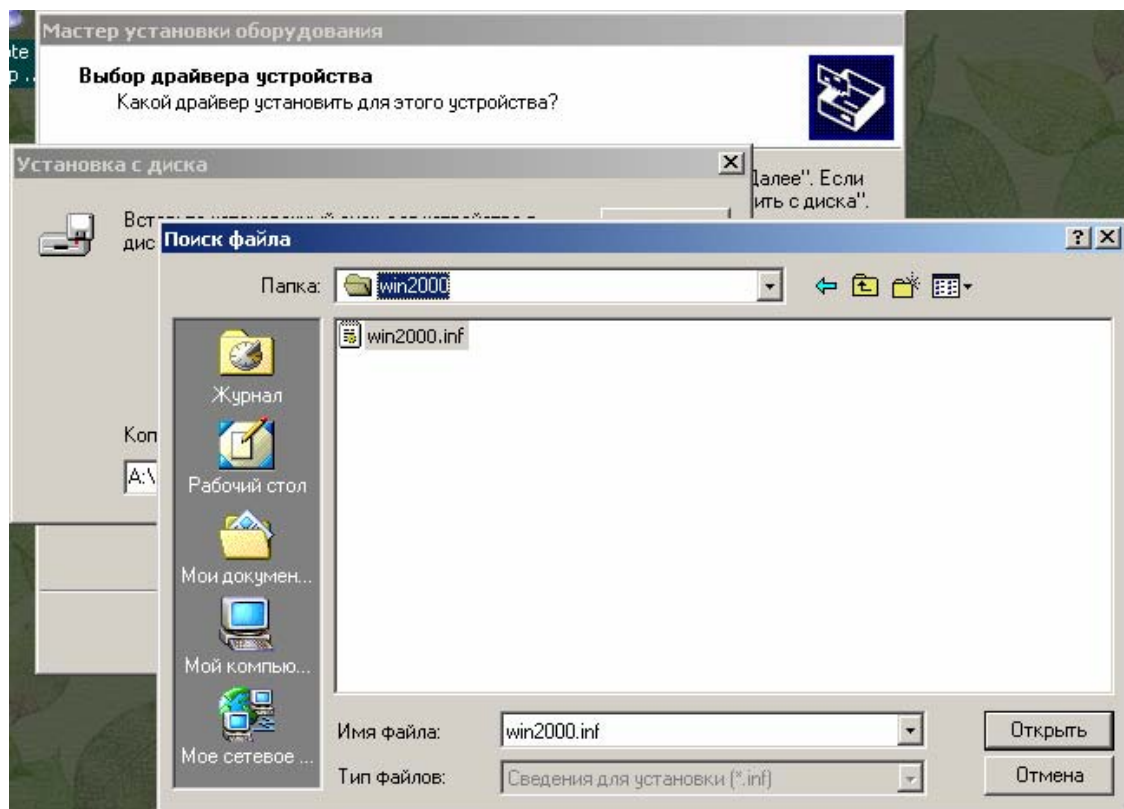 Мастер установки оборудования
Выбор драйвера устройства
Какой драйвер установить для этого устройства?
Установка с диска
Далее". Если
ить с диска".
дис
Поиск файла
Папка:
win2000
win2000.inf
Журнал
Рабочий стол
Мои докумен...
Мой компью...
Мое сетевое ...
Коп
A:\
Имя файла:
win2000.inf
Открыть
Тип файлов:
Сведения для установки (*.inf)
Отмена